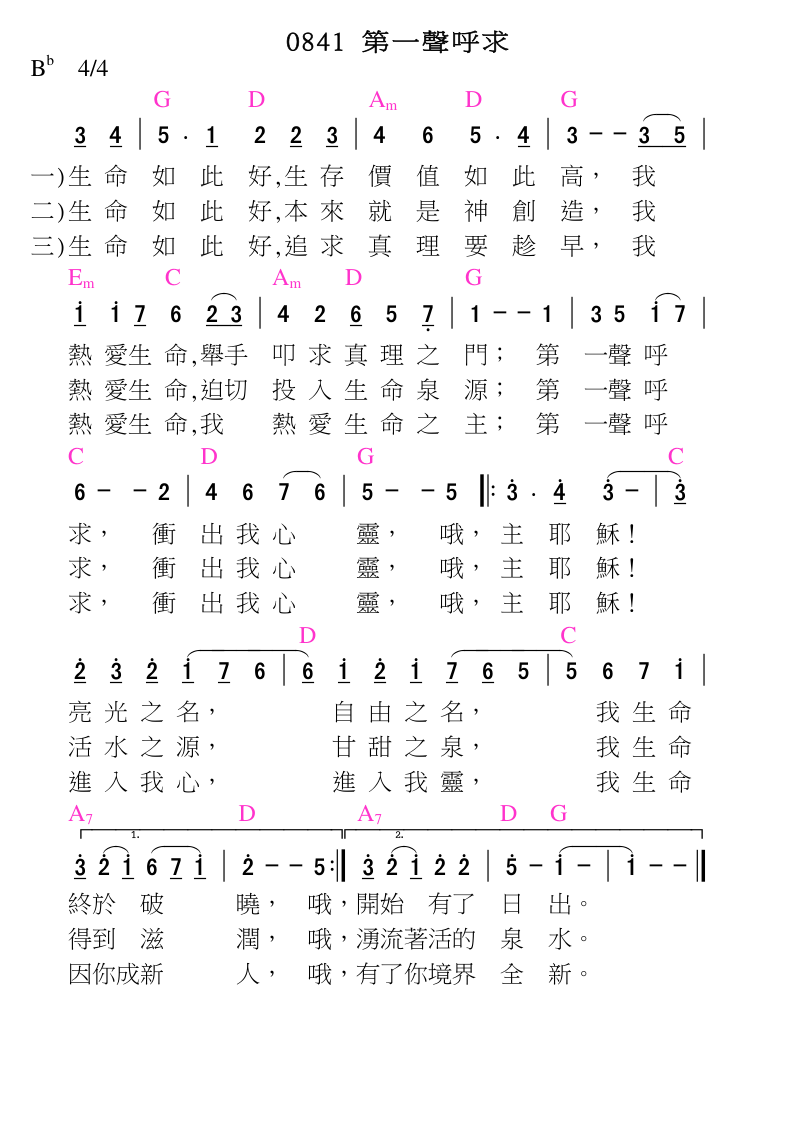 0841 第一聲呼求
B♭ 4/4
G D Am D G
3 4 | 5 . 1 2 2 3 | 4 6 5 . 4 | 3 － － 3 5 |
一)生 命 如 此 好,生 存 價 值 如 此 高， 我
二)生 命 如 此 好,本 來 就 是 神 創 造， 我
三)生 命 如 此 好,追 求 真 理 要 趁 早， 我
Em C Am D G
1 1 7 6 2 3 | 4 2 6 5 7 | 1 － － 1 | 3 5 1 7 |
熱 愛生 命,舉手 叩 求 真 理 之 門； 第 一聲 呼
熱 愛生 命,迫切 投 入 生 命 泉 源； 第 一聲 呼
熱 愛生 命,我 熱 愛 生 命 之 主； 第 一聲 呼
C D G C
6 － － 2 | 4 6 7 6 | 5 － － 5 |: 3 . 4 3 － | 3
求， 衝 出 我 心 靈， 哦， 主 耶 穌！
求， 衝 出 我 心 靈， 哦， 主 耶 穌！
求， 衝 出 我 心 靈， 哦， 主 耶 穌！
D C
2 3 2 1 7 6 | 6 1 2 1 7 6 5 | 5 6 7 1 |
亮 光 之 名， 自 由 之 名， 我 生 命
活 水 之 源， 甘 甜 之 泉， 我 生 命
進 入 我 心， 進 入 我 靈， 我 生 命
A7 D A7 D G
1. 2.
3 2 1 6 7 1 | 2 － － 5 :| 3 2 1 2 2 | 5 － 1 － | 1 － － |
終於 破 曉， 哦，開始 有了 日 出。
得到 滋 潤， 哦，湧流著活的 泉 水。
因你成新 人， 哦，有了你境界 全 新。